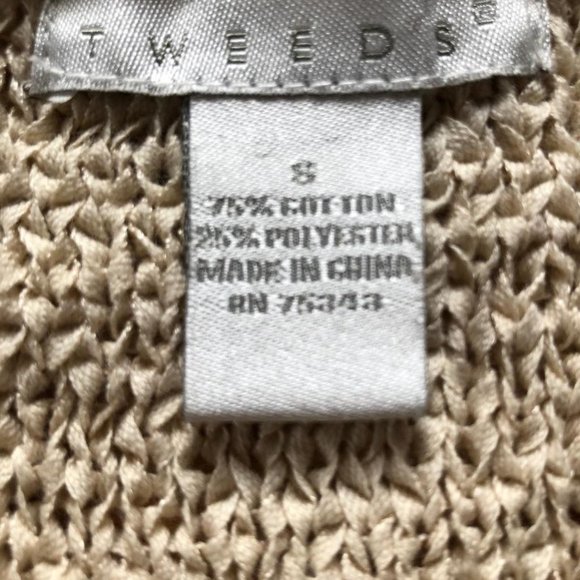 TWEEDS®
S
75% COTTON
25% POLYESTER
MADE IN CHINA
RN 75343